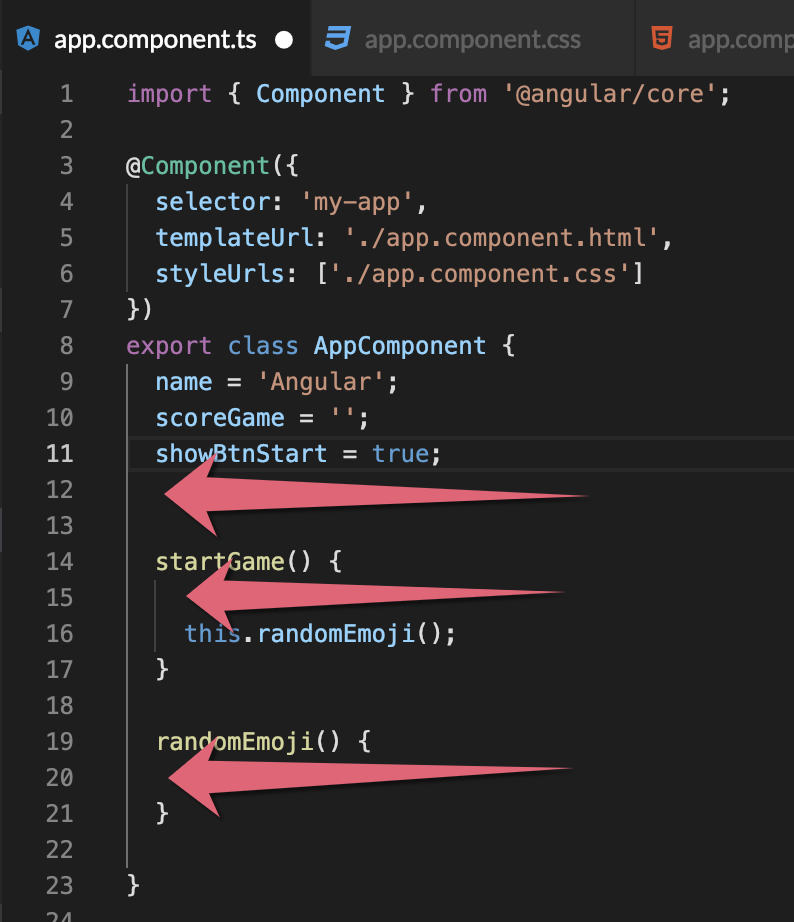 app.component.ts app.component.css app.comp
1 import { Component } from '@angular/core';
2
3 @Component({
4 selector: 'my-app',
5 templateUrl: './app.component.html',
6 styleUrls: ['./app.component.css']
7 })
8 export class AppComponent {
9 name = 'Angular';
10 scoreGame = '';
11 showBtnStart = true;
12
13
14 startGame() {
15
16 this.randomEmoji();
17 }
18
19 randomEmoji() {
20
21 }
22
23 }
24